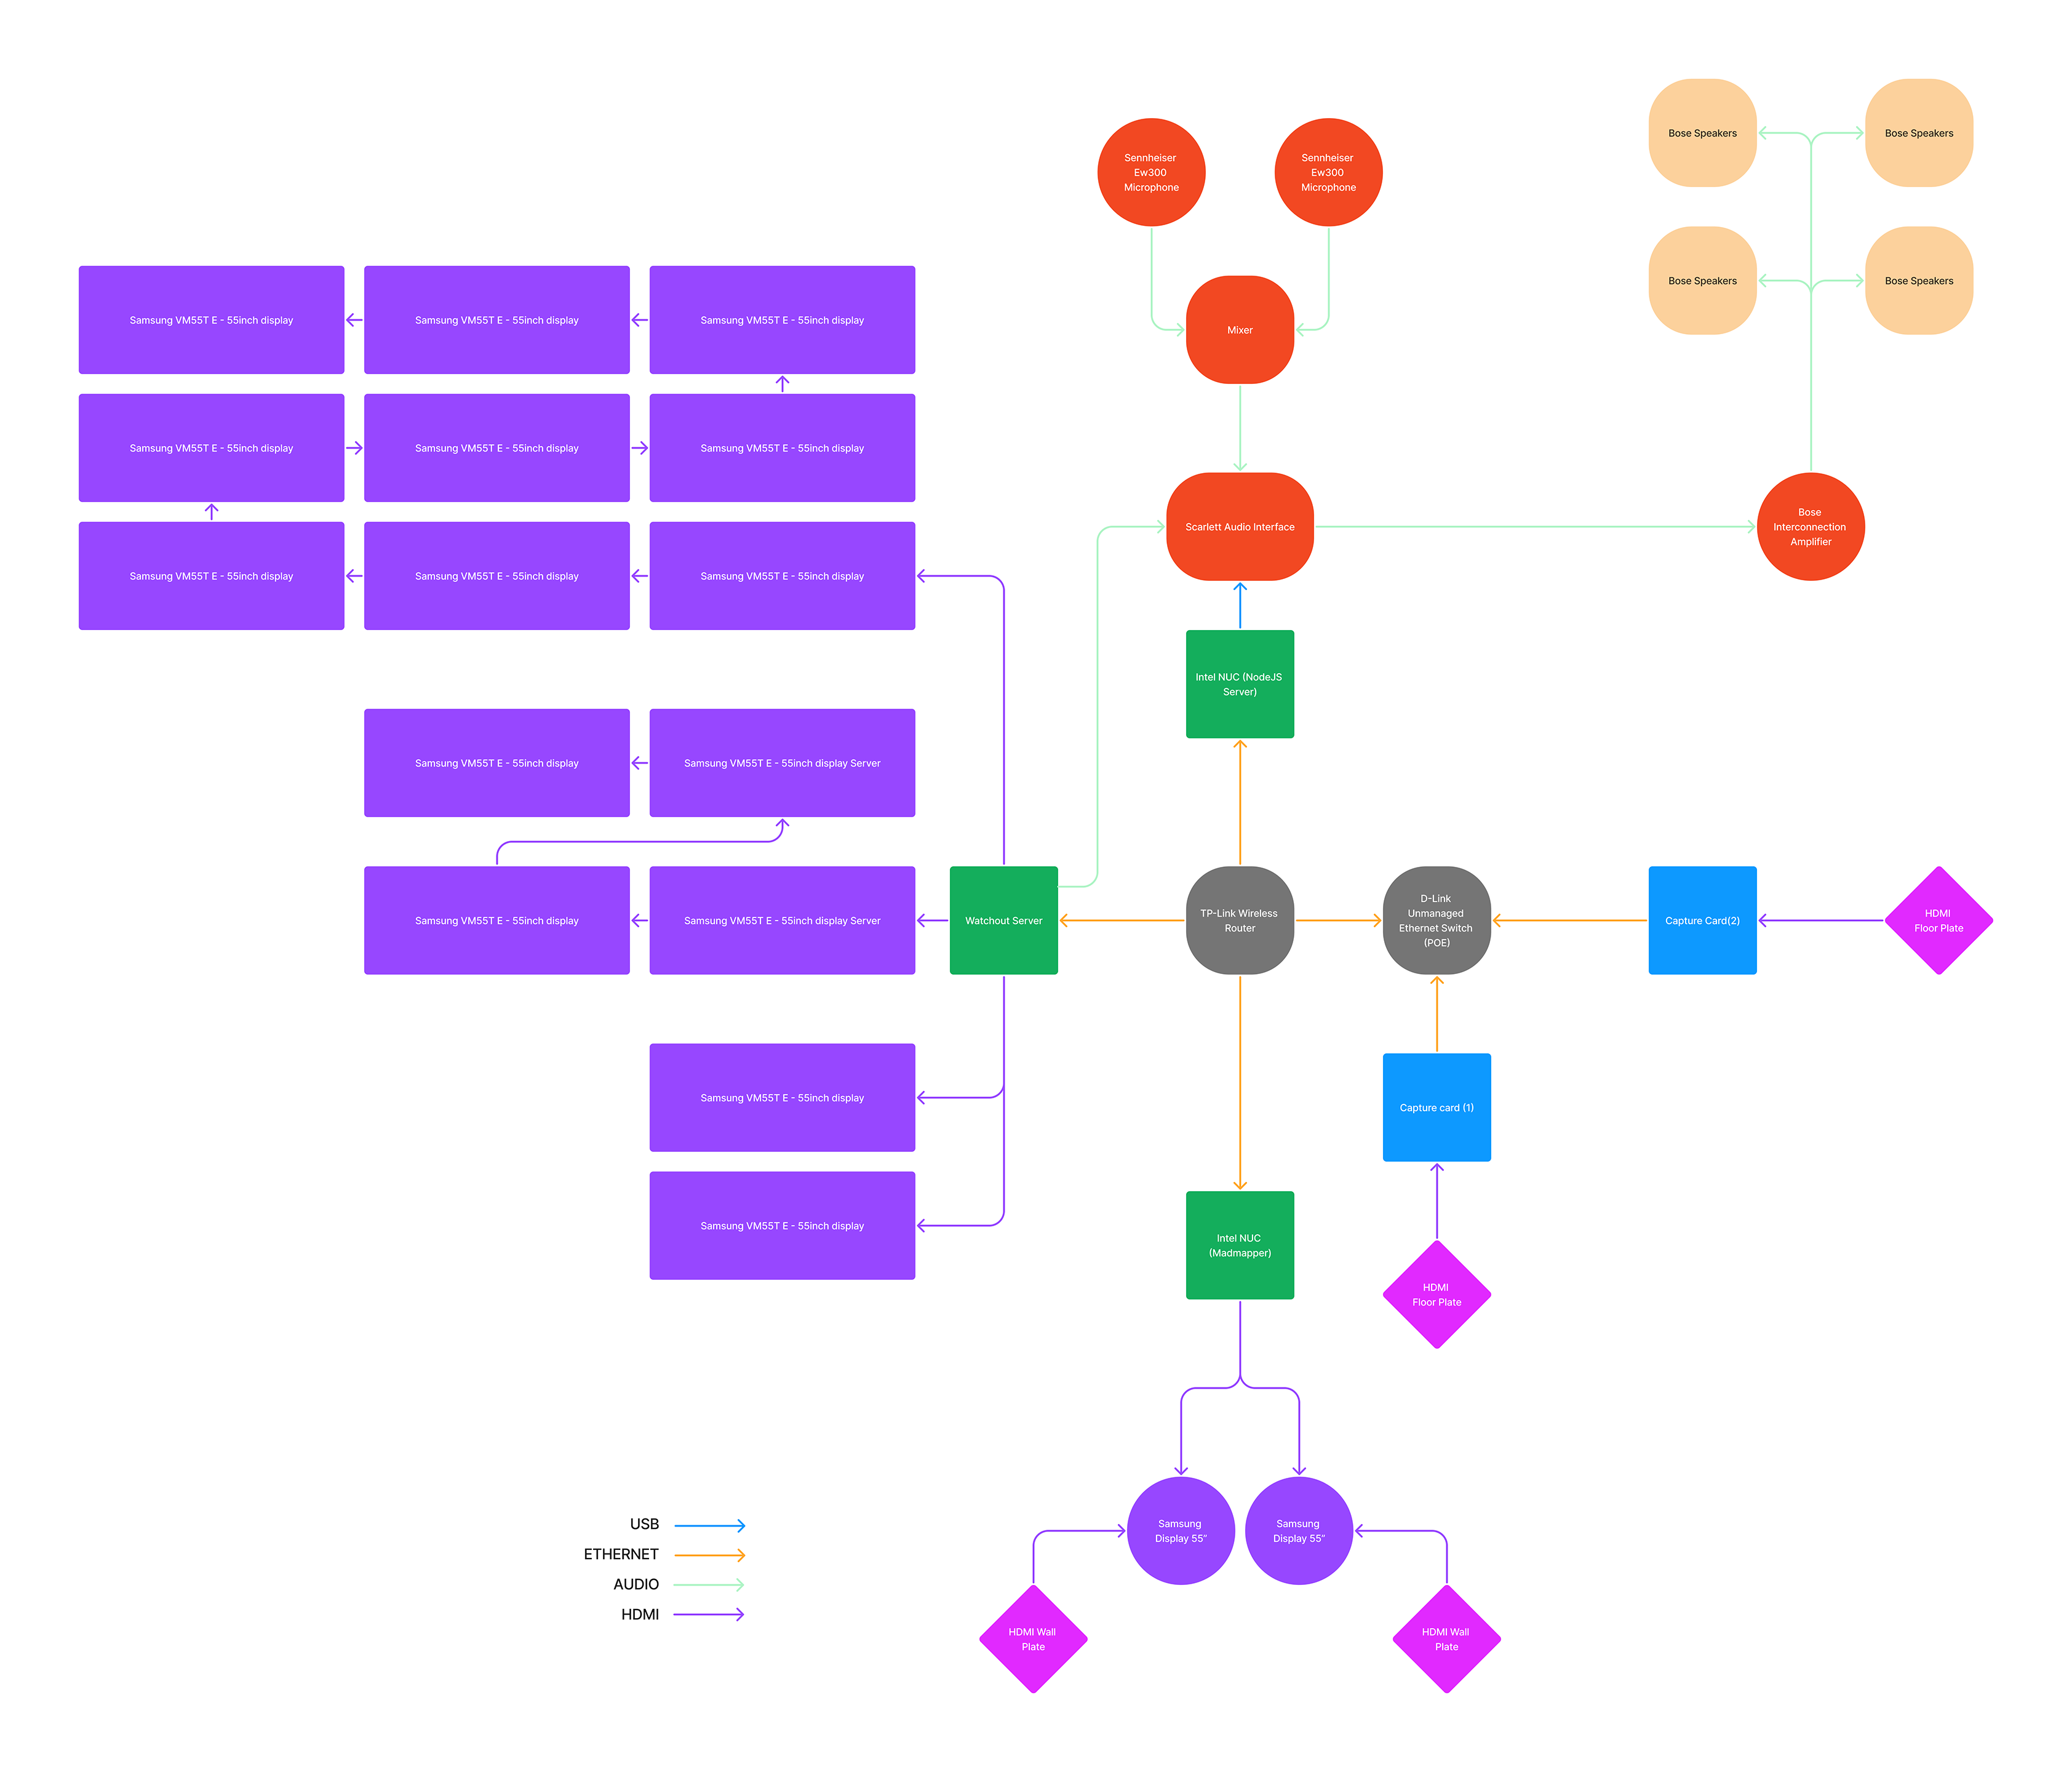 Bose Speakers
Bose Speakers
Sennheiser
Ew300
Microphone
Sennheiser
Ew300
Microphone
Bose Speakers
Bose Speakers
Samsung VM55T E - 55inch display
Samsung VM55T E - 55inch display
Samsung VM55T E - 55inch display
Mixer
Samsung VM55T E - 55inch display
Samsung VM55T E - 55inch display
Samsung VM55T E - 55inch display
Scarlett Audio Interface
Bose
Interconnection
Amplifier
Samsung VM55T E - 55inch display
Samsung VM55T E - 55inch display
Samsung VM55T E - 55inch display
Intel NUC (NodeJS
Server)
Samsung VM55T E - 55inch display
Samsung VM55T E - 55inch display Server
Samsung VM55T E - 55inch display
Samsung VM55T E - 55inch display Server
Watchout Server
TP-Link Wireless
Router
D-Link
Unmanaged
Ethernet Switch
(POE)
Capture Card(2)
HDMI
Floor Plate
Samsung VM55T E - 55inch display
Capture card (1)
Samsung VM55T E - 55inch display
Intel NUC
(Madmapper)
HDMI
Floor Plate
USB
ETHERNET
AUDIO
HDMI
Samsung
Display 55"
Samsung
Display 55"
HDMI Wall
Plate
HDMI Wall
Plate